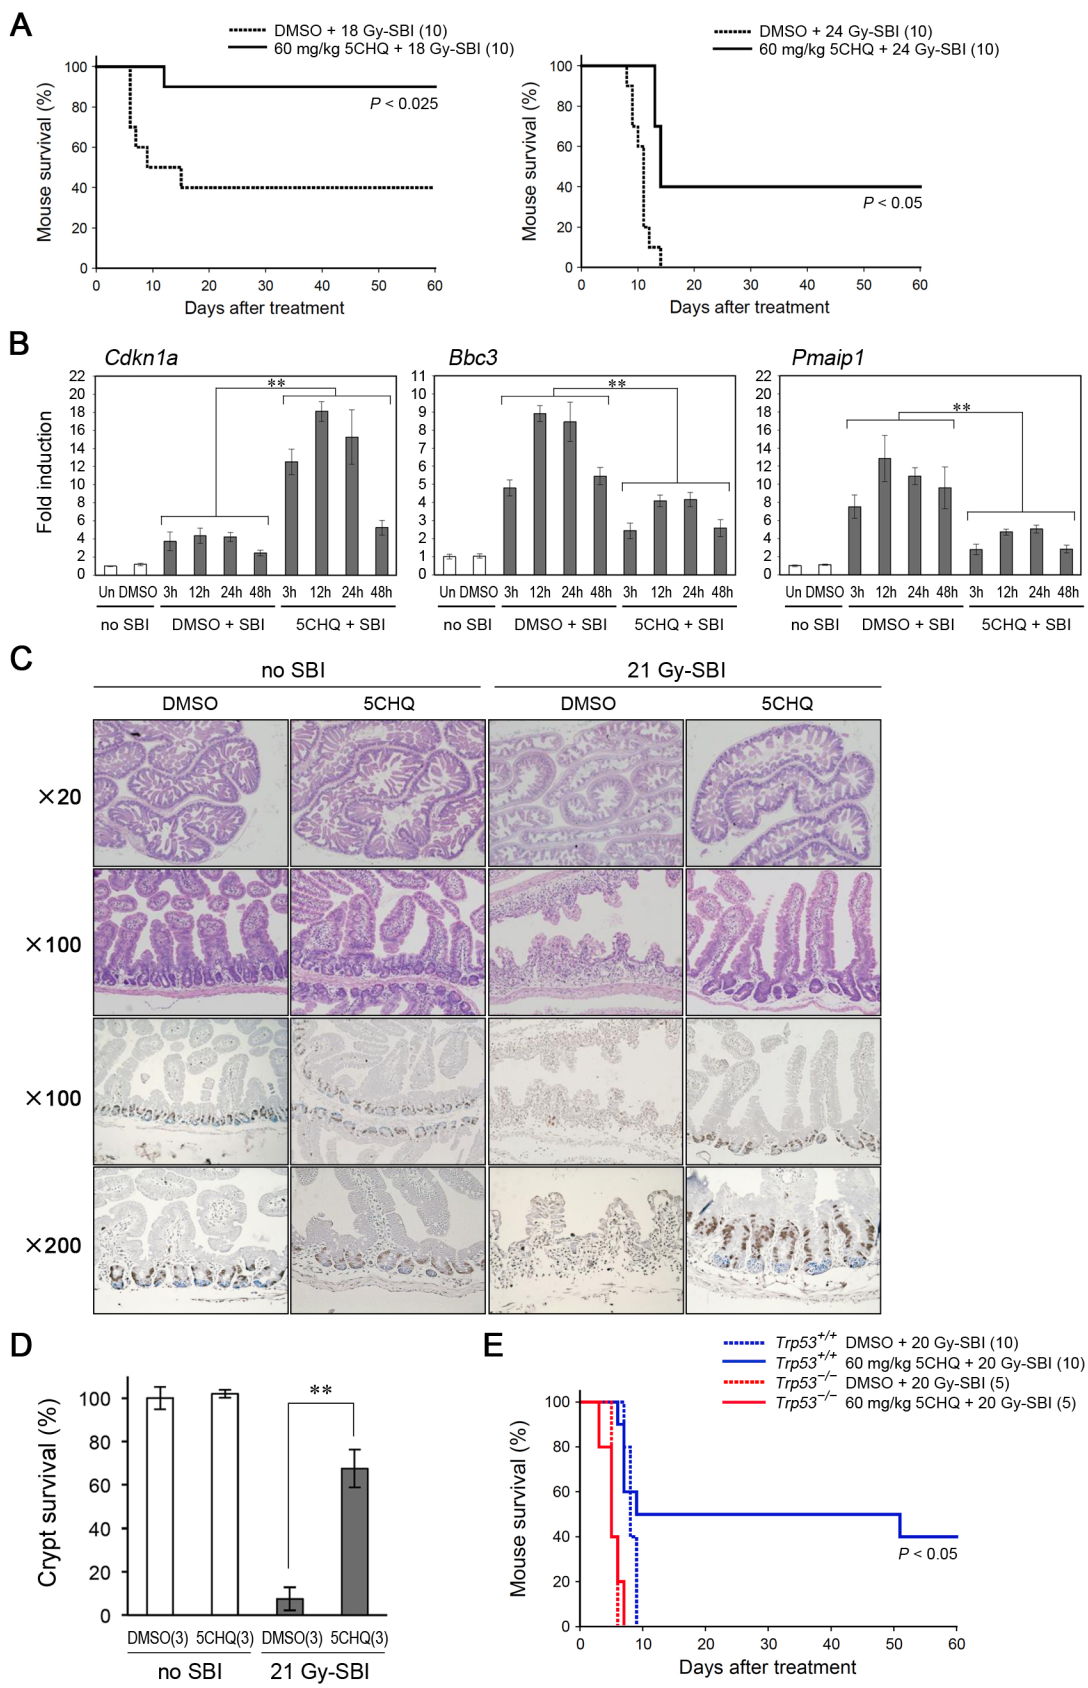 A
DMSO + 18 Gy-SBI (10)
60 mg/kg 5CHQ + 18 Gy-SBI (10)
Mouse survival (%)
100
80
60
40
20
0
P < 0.025
0 10 20 30 40 50 60
Days after treatment
DMSO + 24 Gy-SBI (10)
60 mg/kg 5CHQ + 24 Gy-SBI (10)
Mouse survival (%)
100
80
60
40
20
0
P < 0.05
0 10 20 30 40 50 60
Days after treatment
B
Cdkn1a
Fold induction
22
20
18
16
14
12
10
8
6
4
2
0
**
Un DMSO 3h 12h 24h 48h 3h 12h 24h 48h
no SBI DMSO + SBI 5CHQ + SBI
Bbc3
11
10
9
8
7
6
5
4
3
2
1
0
**
Un DMSO 3h 12h 24h 48h 3h 12h 24h 48h
no SBI DMSO + SBI 5CHQ + SBI
Pmaip1
22
20
18
16
14
12
10
8
6
4
2
0
**
Un DMSO 3h 12h 24h 48h 3h 12h 24h 48h
no SBI DMSO + SBI 5CHQ + SBI
C
no SBI 21 Gy-SBI
DMSO 5CHQ DMSO 5CHQ
×20
×100
×100
×200
D
Crypt survival (%)
100
80
60
40
20
0
**
DMSO(3) 5CHQ(3) DMSO(3) 5CHQ(3)
no SBI 21 Gy-SBI
E
Trp53+/+ DMSO + 20 Gy-SBI (10)
Trp53+/+ 60 mg/kg 5CHQ + 20 Gy-SBI (10)
Trp53−/− DMSO + 20 Gy-SBI (5)
Trp53−/− 60 mg/kg 5CHQ + 20 Gy-SBI (5)
Mouse survival (%)
100
80
60
40
20
0
P < 0.05
0 10 20 30 40 50 60
Days after treatment